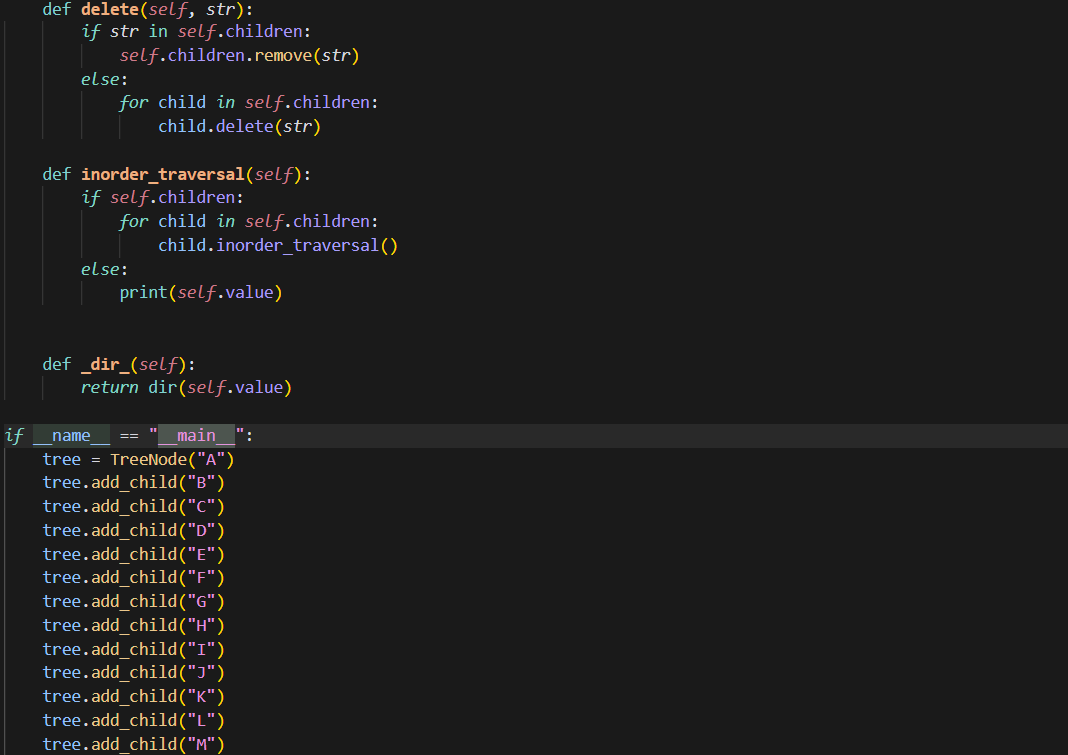 def delete(self, str):
if str in self.children:
self.children.remove(str)
else:
for child in self.children:
child.delete(str)
def inorder_traversal(self):
if self.children:
for child in self.children:
child.inorder_traversal()
else:
print(self.value)
def _dir_(self):
return dir(self.value)
if __name__ == "__main__":
tree = TreeNode("A")
tree.add_child("B")
tree.add_child("C")
tree.add_child("D")
tree.add_child("E")
tree.add_child("F")
tree.add_child("G")
tree.add_child("H")
tree.add_child("I")
tree.add_child("J")
tree.add_child("K")
tree.add_child("L")
tree.add_child("M")